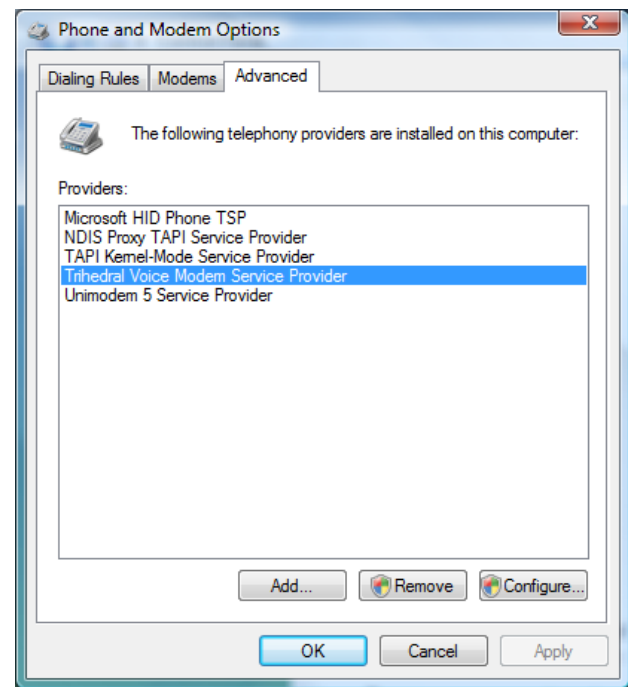 Phone and Modem Options
Dialing Rules Modems Advanced
The following telephony providers are installed on this computer:
Providers:
Microsoft HID Phone TSP
NDIS Proxy TAPI Service Provider
TAPI Kernel-Mode Service Provider
Trihedral Voice Modem Service Provider
Unimodem 5 Service Provider
Add... Remove Configure...
OK Cancel Apply